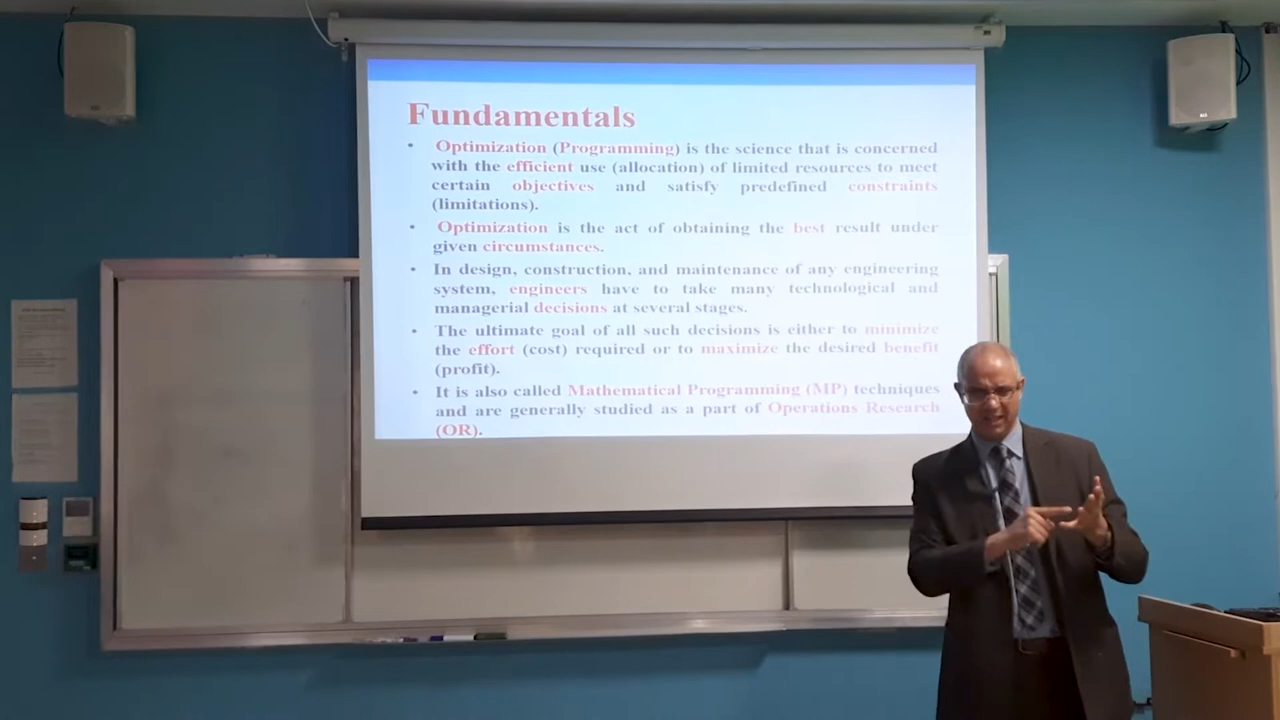 Fundamentals
• Optimization (Programming) is the science that is concerned
with the efficient use (allocation) of limited resources to meet
certain objectives and satisfy predefined constraints
(limitations).
• Optimization is the act of obtaining the best result under
given circumstances.
• In design, construction, and maintenance of any engineering
system, engineers have to take many technological and
managerial decisions at several stages.
• The ultimate goal of all such decisions is either to minimize
the effort (cost) required or to maximize the desired benefit
(profit).
• It is also called Mathematical Programming (MP) techniques
and are generally studied as a part of Operations Research
(OR).